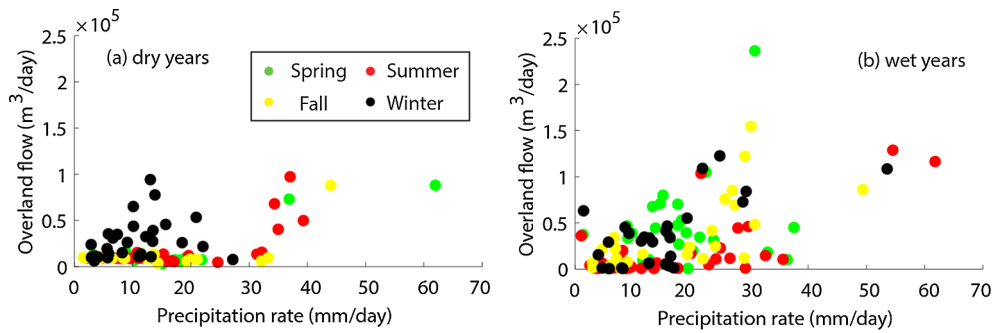 ×10⁵
(a) dry years
Spring
Summer
Fall
Winter
2.5
2
1.5
1
0.5
0
Overland flow (m³/day)
0 10 20 30 40 50 60 70
Precipitation rate (mm/day)
×10⁵
(b) wet years
2.5
2
1.5
1
0.5
0
Overland flow (m³/day)
0 10 20 30 40 50 60 70
Precipitation rate (mm/day)